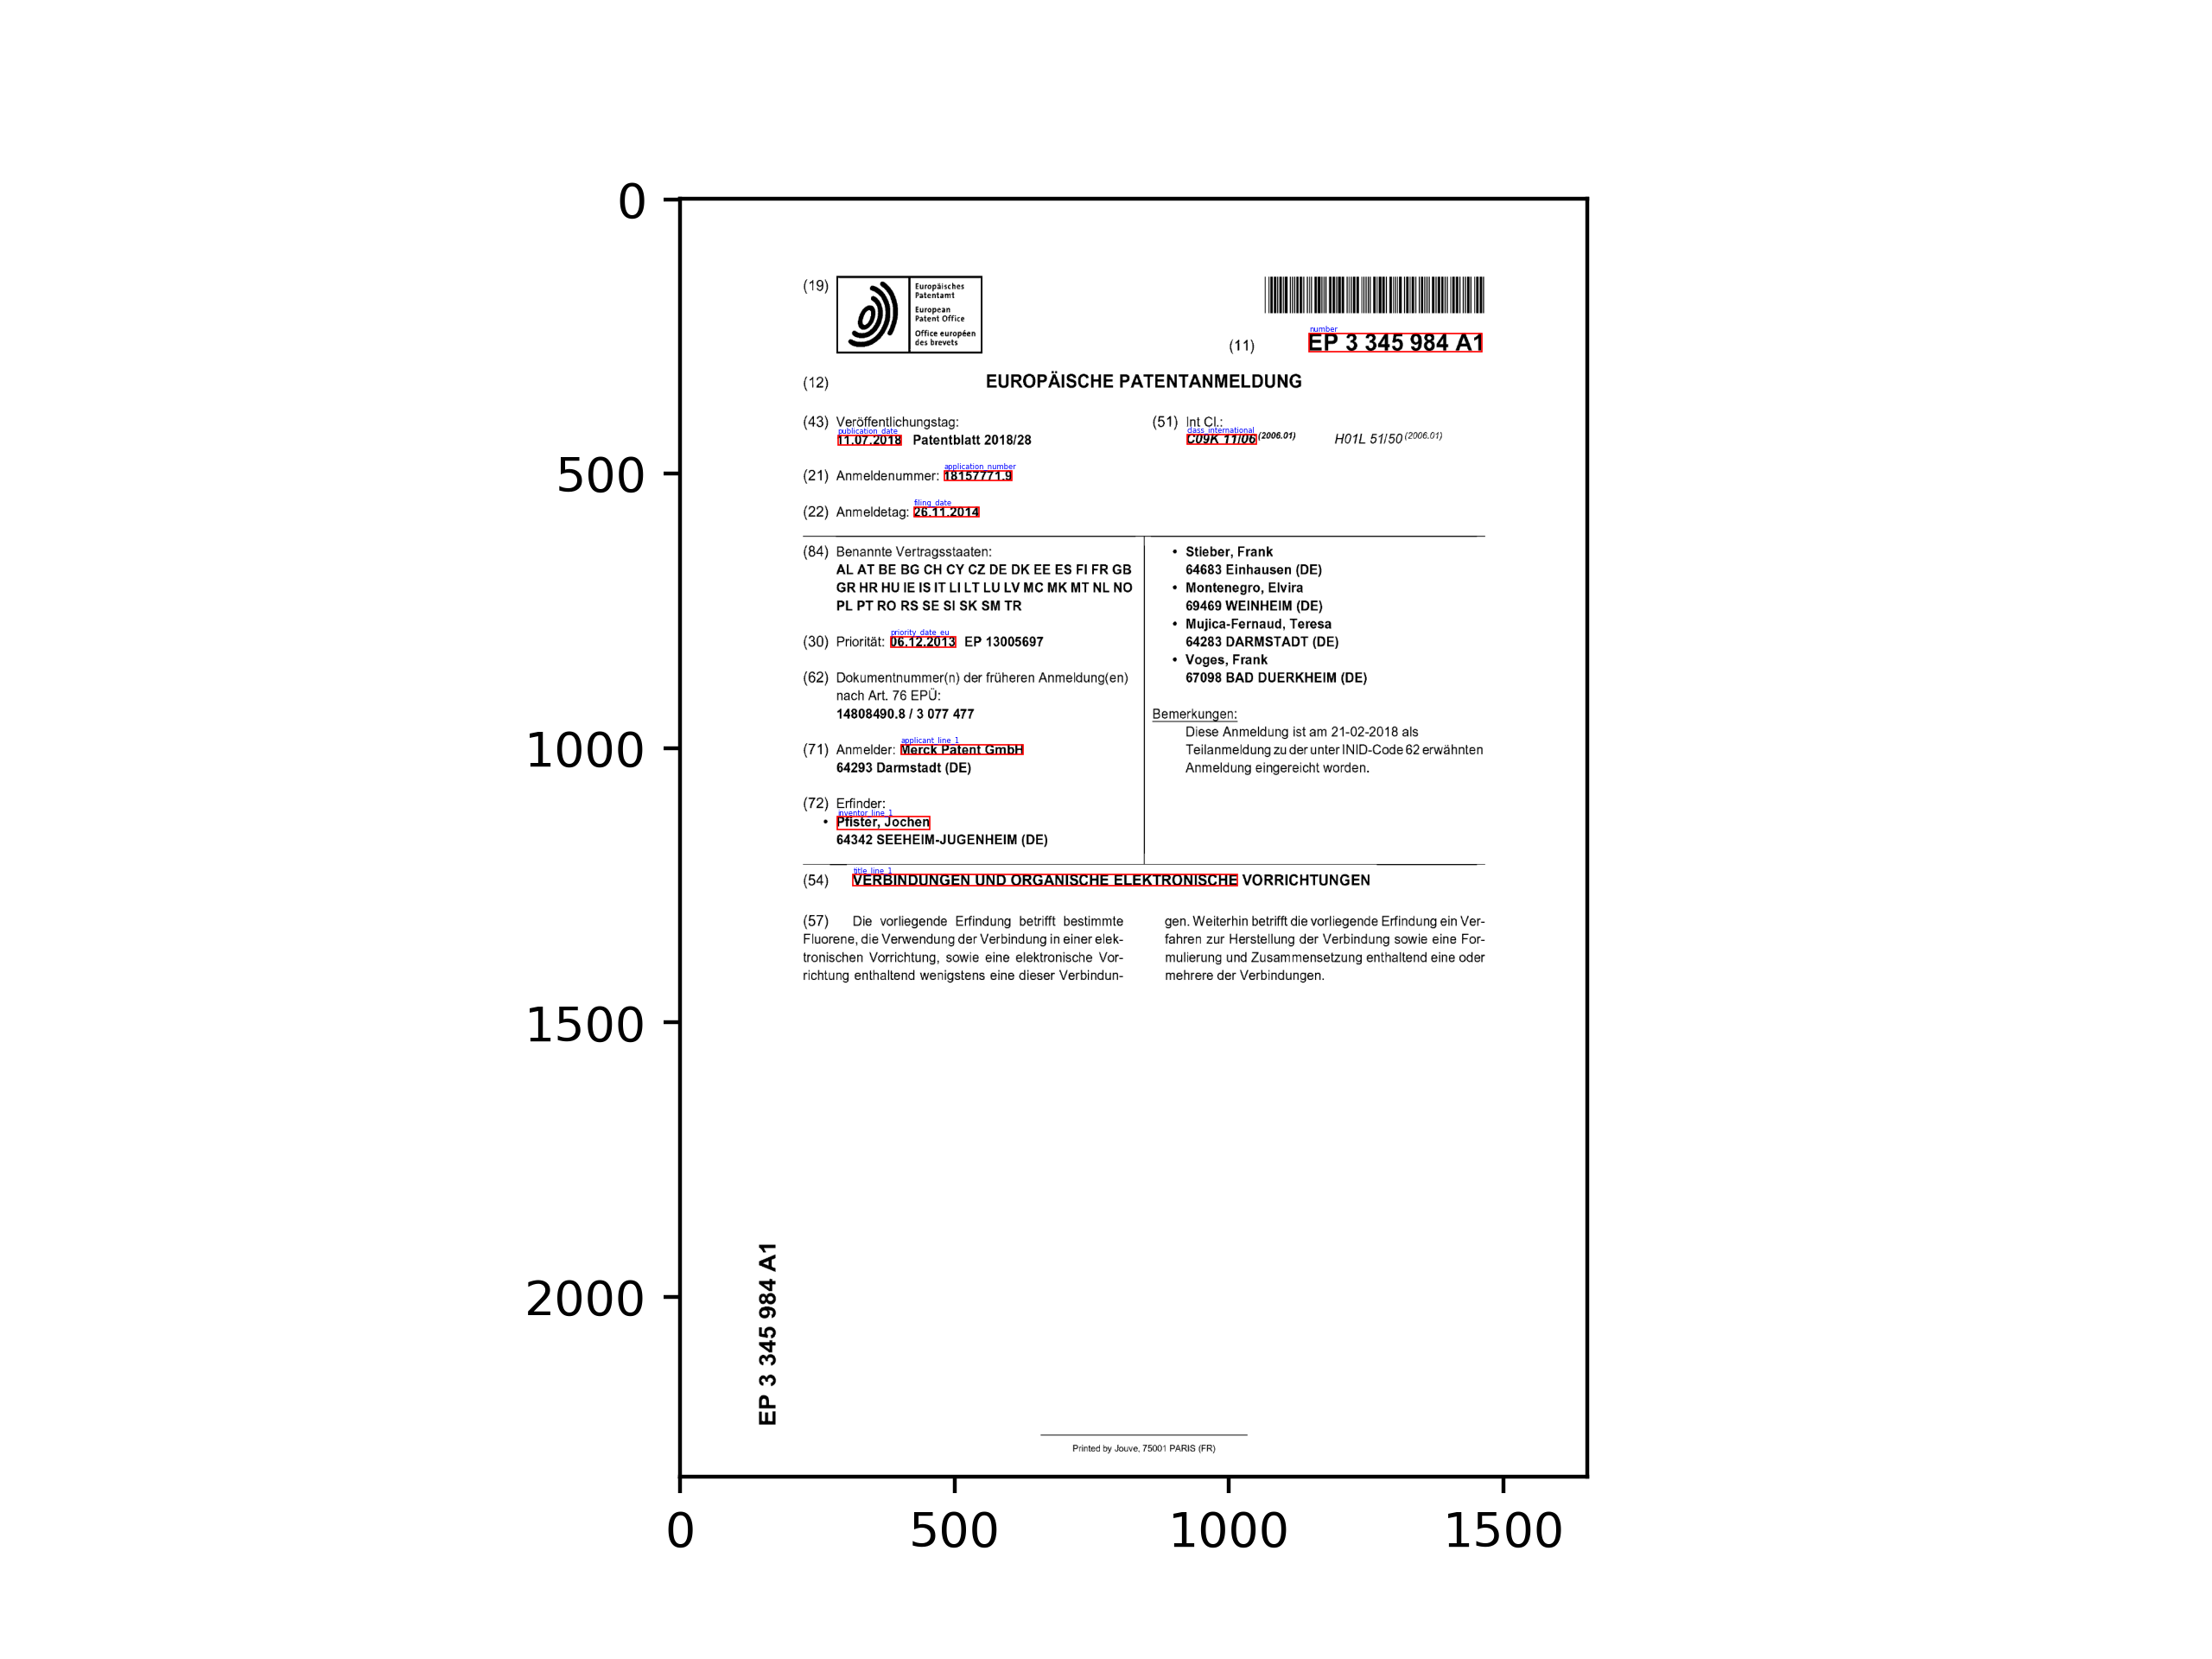 0
500
1000
1500
2000
0
500
1000
1500
(19)
Europäisches
Patentamt
European
Patent Office
Office européen
des brevets
number
(11) EP 3 345 984 A1
(12) EUROPÄISCHE PATENTANMELDUNG
(43) Veröffentlichungstag:
publication_date
11.07.2018 Patentblatt 2018/28
(51) Int Cl.:
class_international
C09K 11/06 (2006.01) H01L 51/50 (2006.01)
application_number
(21) Anmeldenummer: 18157771.9
filing_date
(22) Anmeldetag: 26.11.2014
(84) Benannte Vertragsstaaten:
AL AT BE BG CH CY CZ DE DK EE ES FI FR GB
GR HR HU IE IS IT LI LT LU LV MC MK MT NL NO
PL PT RO RS SE SI SK SM TR
priority_date_eu
(30) Priorität: 06.12.2013 EP 13005697
(62) Dokumentnummer(n) der früheren Anmeldung(en)
nach Art. 76 EPÜ:
14808490.8 / 3 077 477
applicant_line_1
(71) Anmelder: Merck Patent GmbH
64293 Darmstadt (DE)
(72) Erfinder:
inventor_line_1
• Pfister, Jochen
64342 SEEHEIM-JUGENHEIM (DE)
• Stieber, Frank
64683 Einhausen (DE)
• Montenegro, Elvira
69469 WEINHEIM (DE)
• Mujica-Fernaud, Teresa
64283 DARMSTADT (DE)
• Voges, Frank
67098 BAD DUERKHEIM (DE)
Bemerkungen:
Diese Anmeldung ist am 21-02-2018 als
Teilanmeldung zu der unter INID-Code 62 erwähnten
Anmeldung eingereicht worden.
title_line_1
(54) VERBINDUNGEN UND ORGANISCHE ELEKTRONISCHE VORRICHTUNGEN
(57) Die vorliegende Erfindung betrifft bestimmte
Fluorene, die Verwendung der Verbindung in einer elek-
tronischen Vorrichtung, sowie eine elektronische Vor-
richtung enthaltend wenigstens eine dieser Verbindun-
gen. Weiterhin betrifft die vorliegende Erfindung ein Ver-
fahren zur Herstellung der Verbindung sowie eine For-
mulierung und Zusammensetzung enthaltend eine oder
mehrere der Verbindungen.
EP 3 345 984 A1
Printed by Jouve, 75001 PARIS (FR)